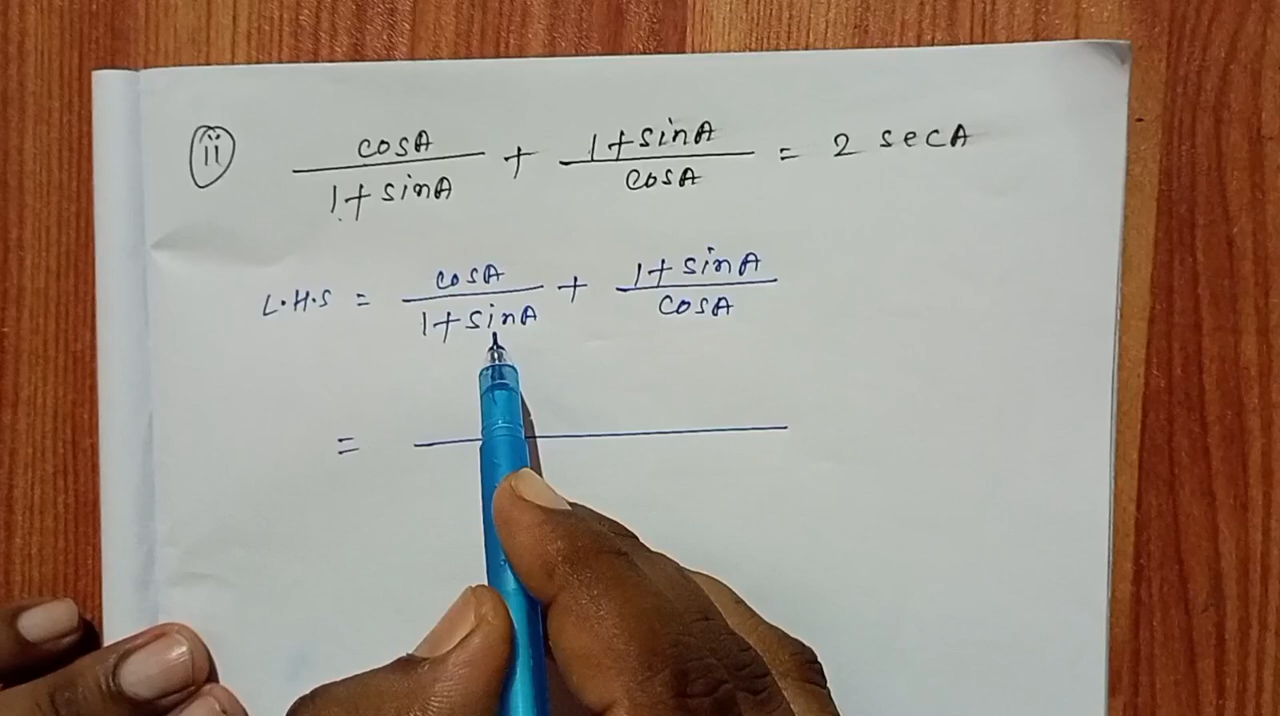 (ii) cosA/(1+sinA) + (1+sinA)/cosA = 2 secA
L.H.S = cosA/(1+sinA) + (1+sinA)/cosA
=